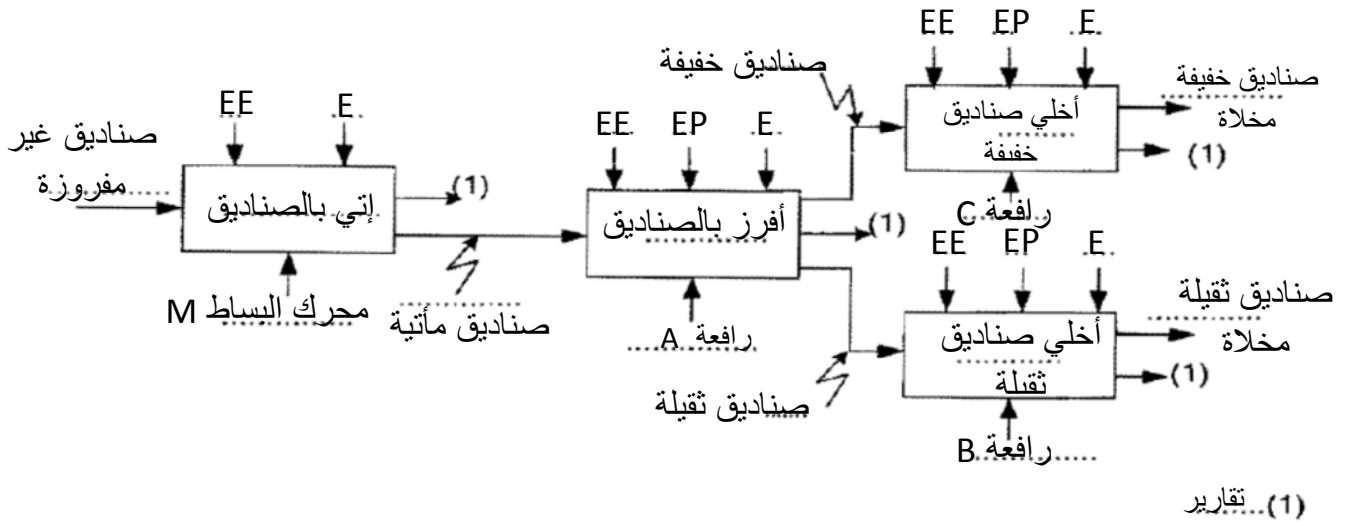 EE EP E
صناديق خفيفة
أخلي صناديق
خفيفة
صناديق خفيفة
مخلاة
(1)
رافعة C
EE E
صناديق غير
مفروزة
إتي بالصناديق
(1)
محرك البساط M
صناديق مأتية
EE EP E
أفرز بالصناديق
(1)
رافعة A
صناديق ثقيلة
EE EP E
أخلي صناديق
ثقيلة
صناديق ثقيلة
مخلاة
(1)
رافعة B
(1) تقارير